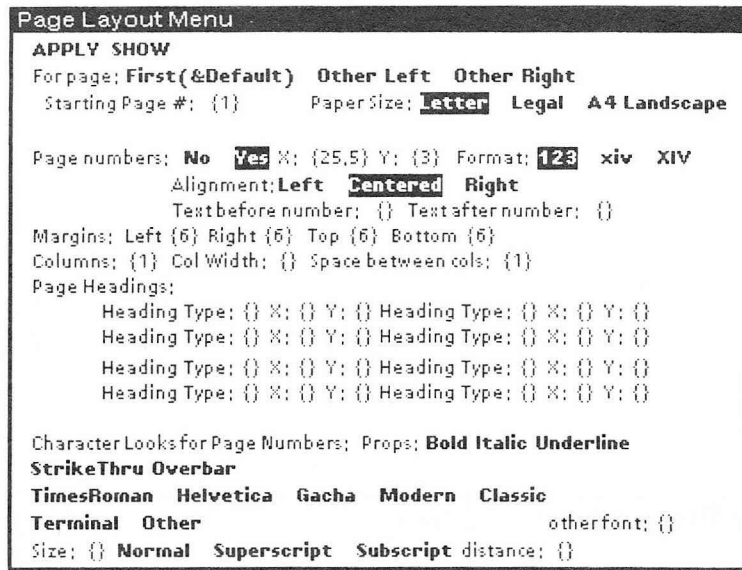 Page Layout Menu
APPLY SHOW
For page: First(&Default) Other Left Other Right
Starting Page #: {1} Paper Size: Letter Legal A4 Landscape
Page numbers: No Yes X: {25.5} Y: {3} Format: 123 xiv XIV
Alignment: Left Centered Right
Text before number: {} Text after number: {}
Margins: Left {6} Right {6} Top {6} Bottom {6}
Columns: {1} Col Width: {} Space between cols: {1}
Page Headings:
Heading Type: {} X: {} Y: {} Heading Type: {} X: {} Y: {}
Heading Type: {} X: {} Y: {} Heading Type: {} X: {} Y: {}
Heading Type: {} X: {} Y: {} Heading Type: {} X: {} Y: {}
Heading Type: {} X: {} Y: {} Heading Type: {} X: {} Y: {}
Character Looks for Page Numbers: Props: Bold Italic Underline
StrikeThru Overbar
TimesRoman Helvetica Gacha Modern Classic
Terminal Other other font: {}
Size: {} Normal Superscript Subscript distance: {}